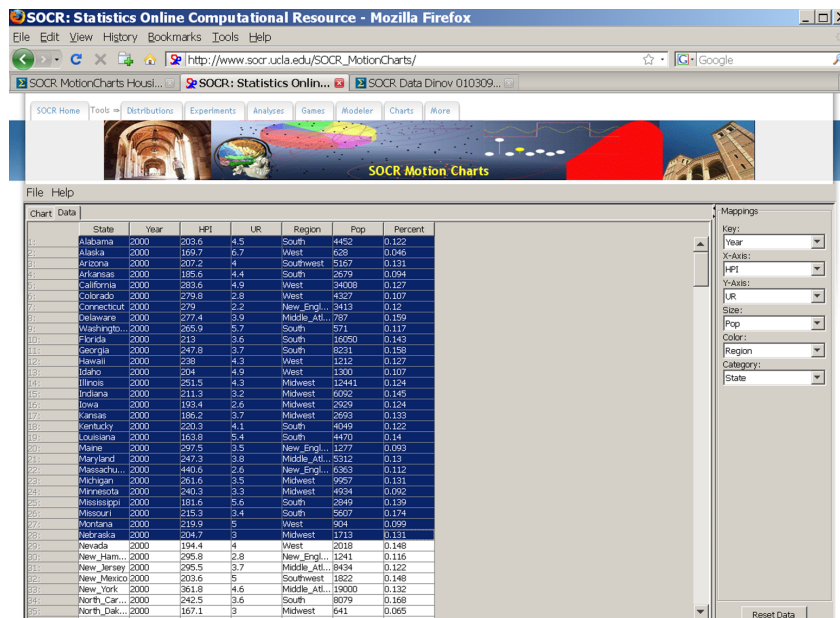 SOCR: Statistics Online Computational Resource - Mozilla Firefox
File Edit View History Bookmarks Tools Help
http://www.socr.ucla.edu/SOCR_MotionCharts/
Google
SOCR MotionCharts Housi...
SOCR: Statistics Onlin...
SOCR Data Dinov 010309...
SOCR Home Tools ⇒ Distributions Experiments Analyses Games Modeler Charts More
SOCR Motion Charts
File Help
Chart Data
State Year HPI UR Region Pop Percent
1: Alabama 2000 203.6 4.5 South 4452 0.122
2: Alaska 2000 169.7 6.7 West 628 0.046
3: Arizona 2000 207.2 4 Southwest 5167 0.131
4: Arkansas 2000 185.6 4.4 South 2679 0.094
5: California 2000 283.6 4.9 West 34008 0.127
6: Colorado 2000 279.8 2.8 West 4327 0.107
7: Connecticut 2000 279 2.2 New_Engl... 3413 0.12
8: Delaware 2000 277.4 3.9 Middle_Atl... 787 0.159
9: Washingto... 2000 265.9 5.7 South 571 0.117
10: Florida 2000 213 3.6 South 16050 0.143
11: Georgia 2000 247.8 3.7 South 8231 0.158
12: Hawaii 2000 238 4.3 West 1212 0.127
13: Idaho 2000 204 4.9 West 1300 0.107
14: Illinois 2000 251.5 4.3 Midwest 12441 0.124
15: Indiana 2000 211.3 3.2 Midwest 6092 0.145
16: Iowa 2000 193.4 2.6 Midwest 2929 0.124
17: Kansas 2000 186.2 3.7 Midwest 2693 0.133
18: Kentucky 2000 220.3 4.1 South 4049 0.122
19: Louisiana 2000 163.8 5.4 South 4470 0.14
20: Maine 2000 297.5 3.5 New_Engl... 1277 0.093
21: Maryland 2000 247.3 3.8 Middle_Atl... 5312 0.13
22: Massachu... 2000 440.6 2.6 New_Engl... 6363 0.112
23: Michigan 2000 261.6 3.5 Midwest 9957 0.131
24: Minnesota 2000 240.3 3.3 Midwest 4934 0.092
25: Mississippi 2000 181.6 5.6 South 2849 0.139
26: Missouri 2000 215.3 3.4 South 5607 0.174
27: Montana 2000 219.9 5 West 904 0.099
28: Nebraska 2000 204.7 3 Midwest 1713 0.131
29: Nevada 2000 194.4 4 West 2018 0.148
30: New_Ham... 2000 295.8 2.8 New_Engl... 1241 0.116
31: New_Jersey 2000 295.5 3.7 Middle_Atl... 8434 0.122
32: New_Mexico 2000 203.6 5 Southwest 1822 0.148
33: New_York 2000 361.8 4.6 Middle_Atl... 19000 0.132
34: North_Car... 2000 242.5 3.6 South 8079 0.168
35: North_Dak... 2000 167.1 3 Midwest 641 0.065
Mappings
Key:
Year
X-Axis:
HPI
Y-Axis:
UR
Size:
Pop
Color:
Region
Category:
State
Reset Data